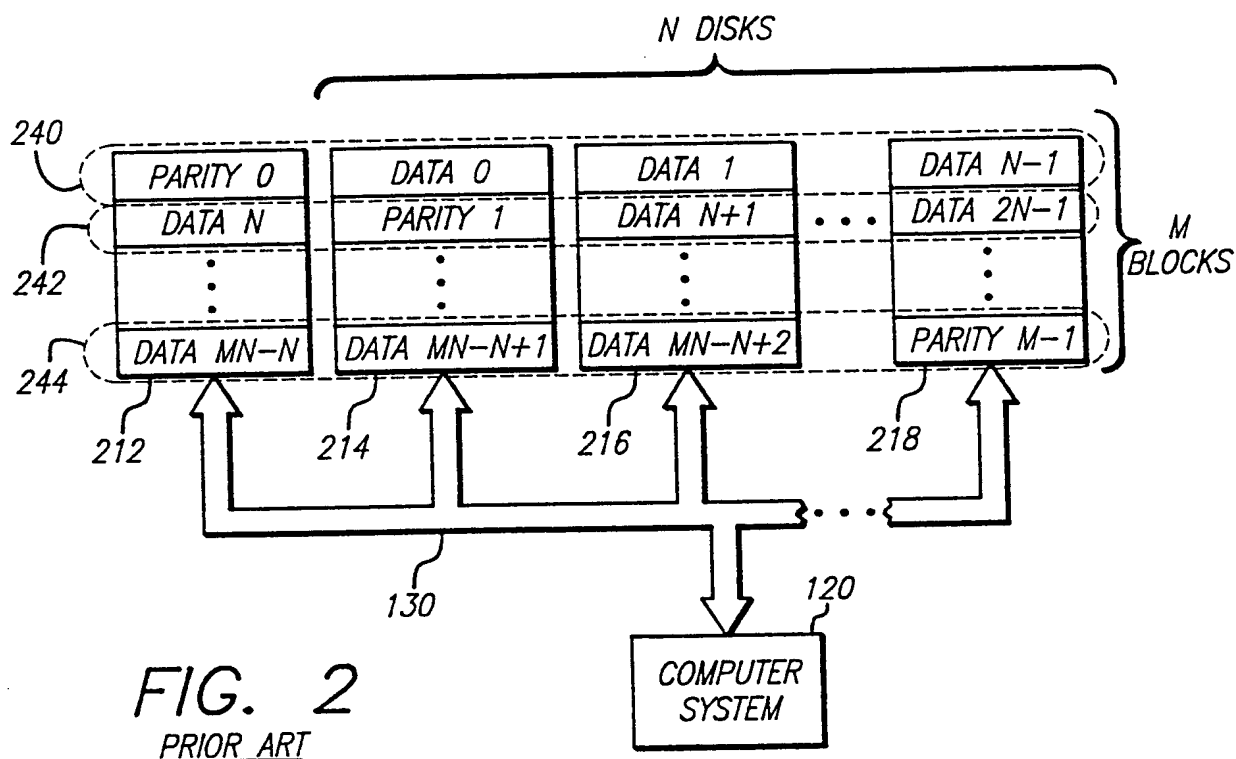 N DISKS
240
PARITY 0
DATA 0
DATA 1
DATA N-1
242
DATA N
PARITY 1
DATA N+1
DATA 2N-1
M
BLOCKS
244
DATA MN-N
DATA MN-N+1
DATA MN-N+2
PARITY M-1
212
214
216
218
130
120
COMPUTER
SYSTEM
FIG. 2
PRIOR ART